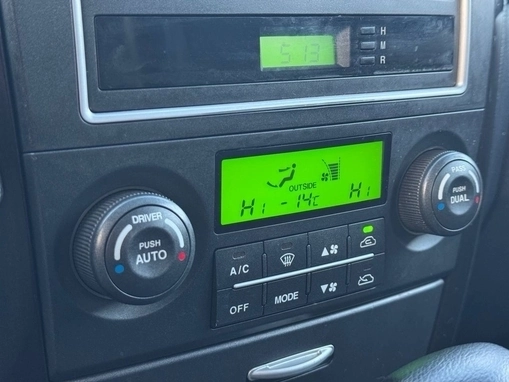 5:13
H
M
R
OUTSIDE
HI -14c HI
DRIVER
PUSH
AUTO
PASS
PUSH
DUAL
A/C
OFF
MODE